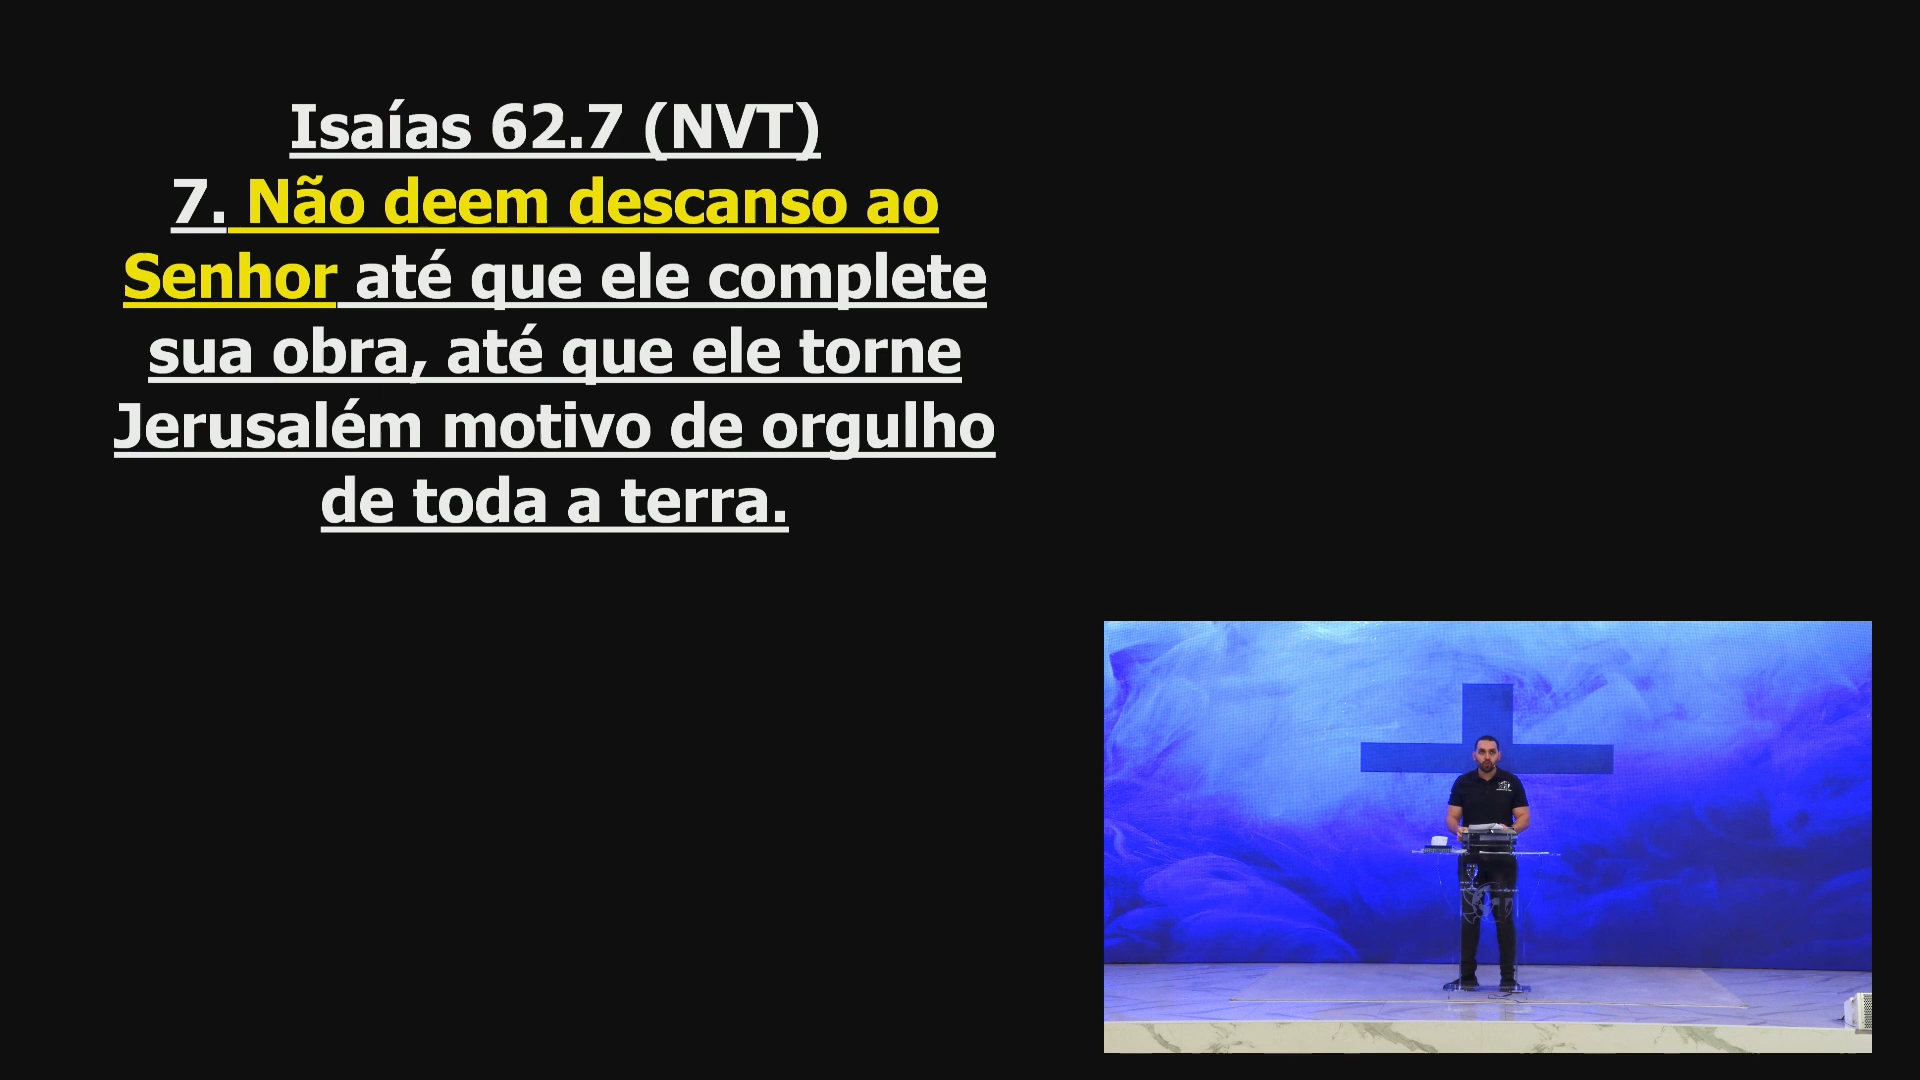 Isaías 62.7 (NVT)
7. Não deem descanso ao
Senhor até que ele complete
sua obra, até que ele torne
Jerusalém motivo de orgulho
de toda a terra.